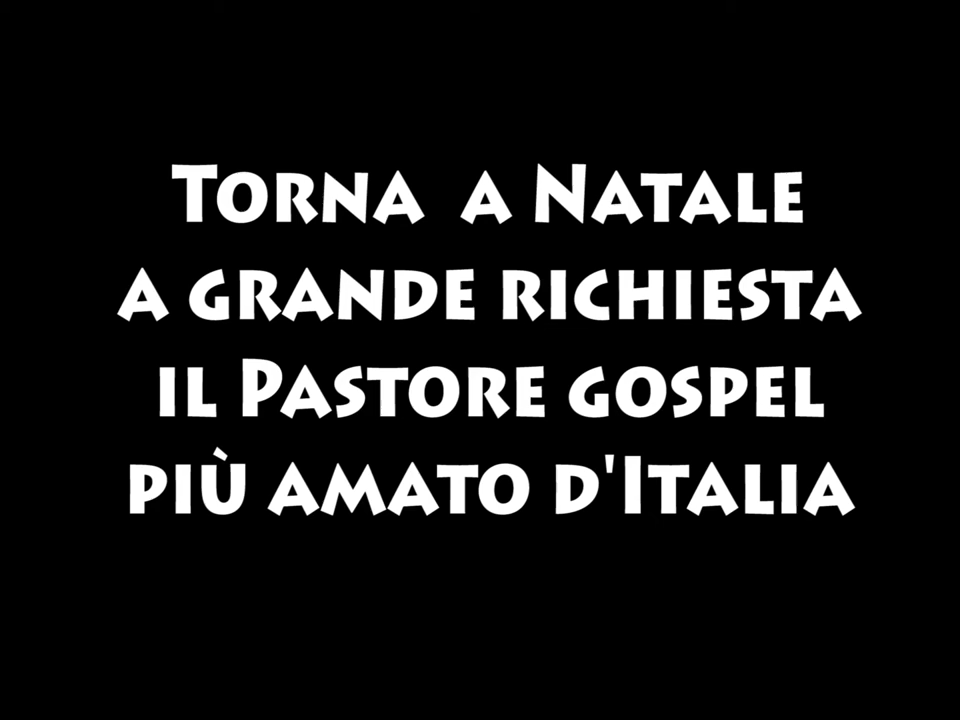 Torna a Natale
a grande richiesta
il Pastore gospel
più amato d'Italia